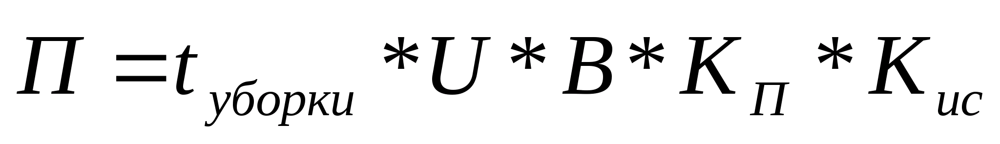 П = t уборки * U * B * K П * K ис